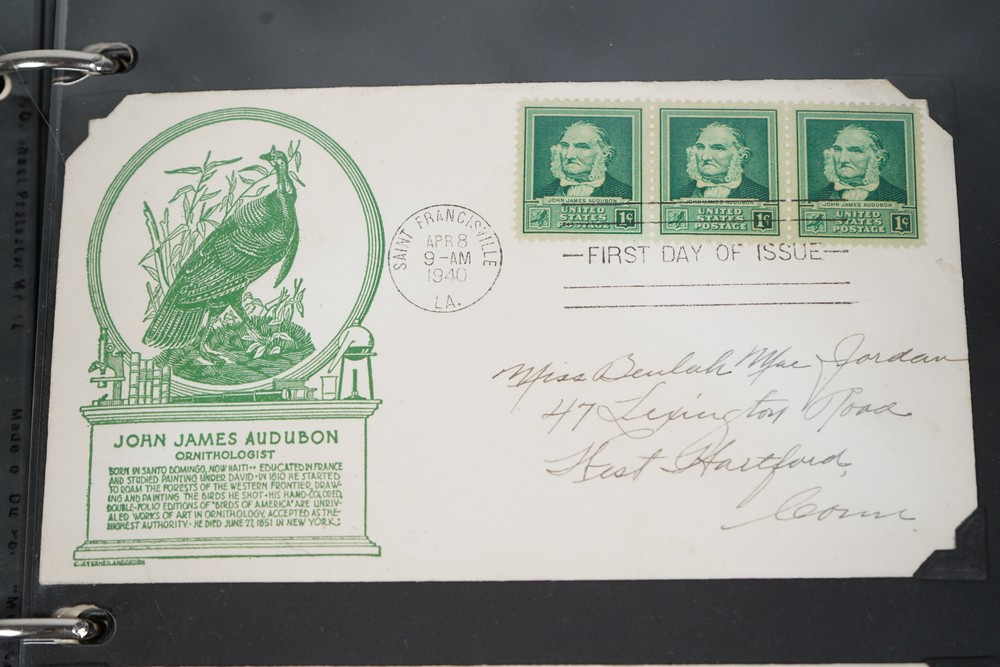 JOHN JAMES AUDUBON
ORNITHOLOGIST
BORN IN SANTO DOMINGO, NOW HAITI·· EDUCATED IN FRANCE
AND STUDIED PAINTING UNDER DAVID·IN 1810 HE STARTED
TO ROAM THE FORESTS OF THE WESTERN FRONTIER, DRAW-
ING AND PAINTING THE BIRDS HE SHOT·HIS HAND-COLORED,
DOUBLE-FOLIO EDITIONS OF "BIRDS OF AMERICA" ARE UNRIV-
ALED WORKS OF ART IN ORNITHOLOGY, ACCEPTED AS THE·
HIGHEST AUTHORITY·HE DIED JUNE 27, 1851 IN NEW YORK·
SAINT FRANCISVILLE
APR 8
9-AM
1940
LA.
JOHN JAMES AUDUBON
UNITED
STATES
POSTAGE 1¢
JOHN JAMES AUDUBON
UNITED
STATES
POSTAGE 1¢
JOHN JAMES AUDUBON
UNITED
STATES
POSTAGE 1¢
FIRST DAY OF ISSUE
Miss Beulah Mae Jordan
47 Lexington Road
West Hartford,
Conn.
Made